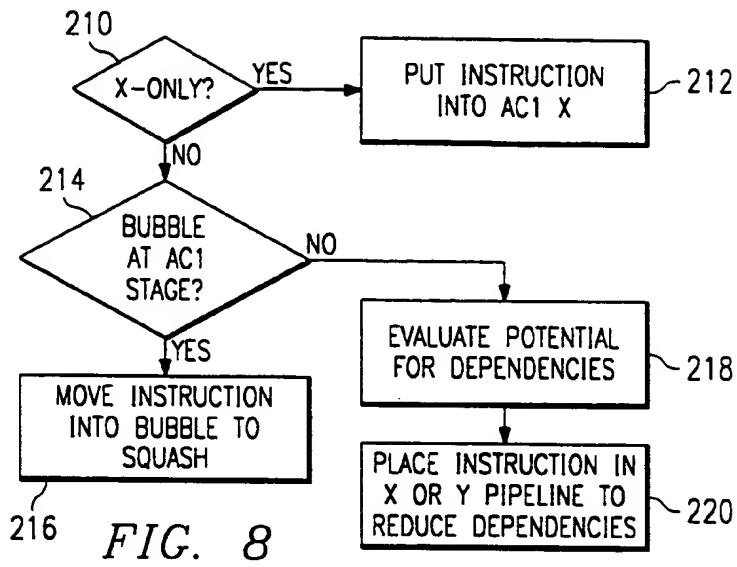 210
X-ONLY?
YES
PUT INSTRUCTION
INTO AC1 X
212
NO
214
BUBBLE
AT AC1
STAGE?
NO
YES
EVALUATE POTENTIAL
FOR DEPENDENCIES
218
MOVE INSTRUCTION
INTO BUBBLE TO
SQUASH
216
PLACE INSTRUCTION IN
X OR Y PIPELINE TO
REDUCE DEPENDENCIES
220
FIG. 8